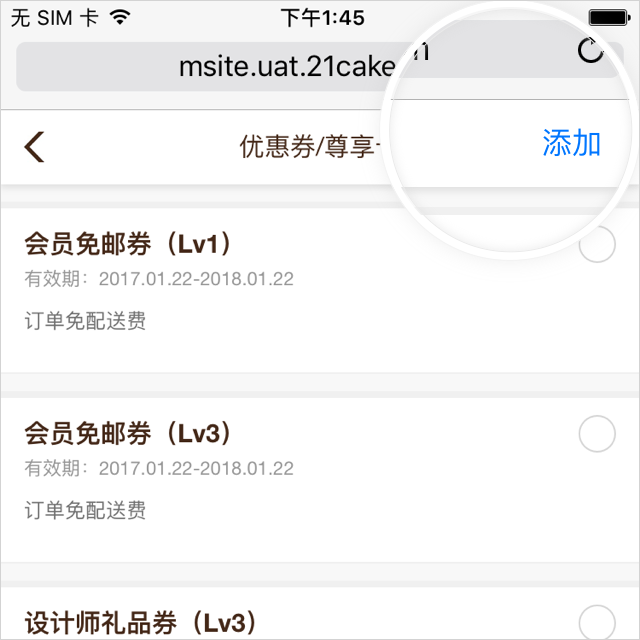 无 SIM 卡 下午1:45
msite.uat.21cake
优惠券/尊享 添加
会员免邮券（Lv1）
有效期：2017.01.22-2018.01.22
订单免配送费
会员免邮券（Lv3）
有效期：2017.01.22-2018.01.22
订单免配送费
设计师礼品券（Lv3）